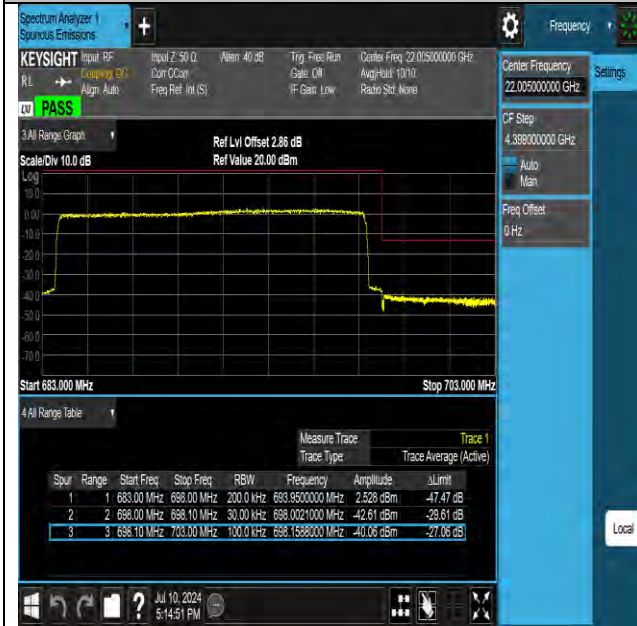 Spectrum Analyzer 1
Spurious Emissions
Frequency
KEYSIGHT Input: RF Input Z: 50 Ω Atten: 40 dB Trig: Free Run Center Freq: 22.005000000 GHz
RL Coupling: DC Corr CCorr Gate: Off Avg|Hold: 10/10
Align: Auto Freq Ref: Int (S) IF Gain: Low Radio Std: None
LXI PASS
Center Frequency
22.005000000 GHz
Settings
CF Step
4.399000000 GHz
Auto
Man
Freq Offset
0 Hz
3 All Range Graph
Ref Lvl Offset 2.86 dB
Scale/Div 10.0 dB Ref Value 20.00 dBm
Log
10.0
0.00
-10.0
-20.0
-30.0
-40.0
-50.0
-60.0
-70.0
Start 683.000 MHz Stop 703.000 MHz
4 All Range Table
Measure Trace Trace 1
Trace Type Trace Average (Active)
Spur Range Start Freq Stop Freq RBW Frequency Amplitude ΔLimit
1 1 683.00 MHz 698.00 MHz 200.0 kHz 693.9500000 MHz 2.528 dBm -47.47 dB
2 2 698.00 MHz 698.10 MHz 30.00 kHz 698.0021000 MHz -42.61 dBm -29.61 dB
3 3 698.10 MHz 703.00 MHz 100.0 kHz 698.1588000 MHz -40.06 dBm -27.06 dB
Local
? Jul 10, 2024
5:14:51 PM